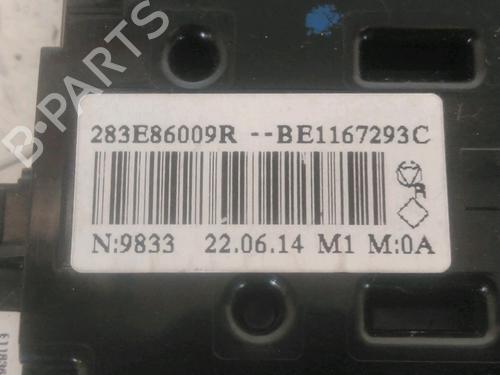 B-PARTS
283E86009R --BE1167293C
R
N:9833 22.06.14 M1 M:0A